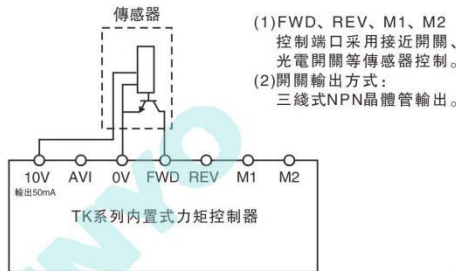 傳感器
(1)FWD、REV、M1、M2
控制端口采用接近開關、
光電開關等傳感器控制。
(2)開關輸出方式：
三綫式NPN晶體管輸出。
10V AVI 0V FWD REV M1 M2
輸出50mA
TK系列内置式力矩控制器